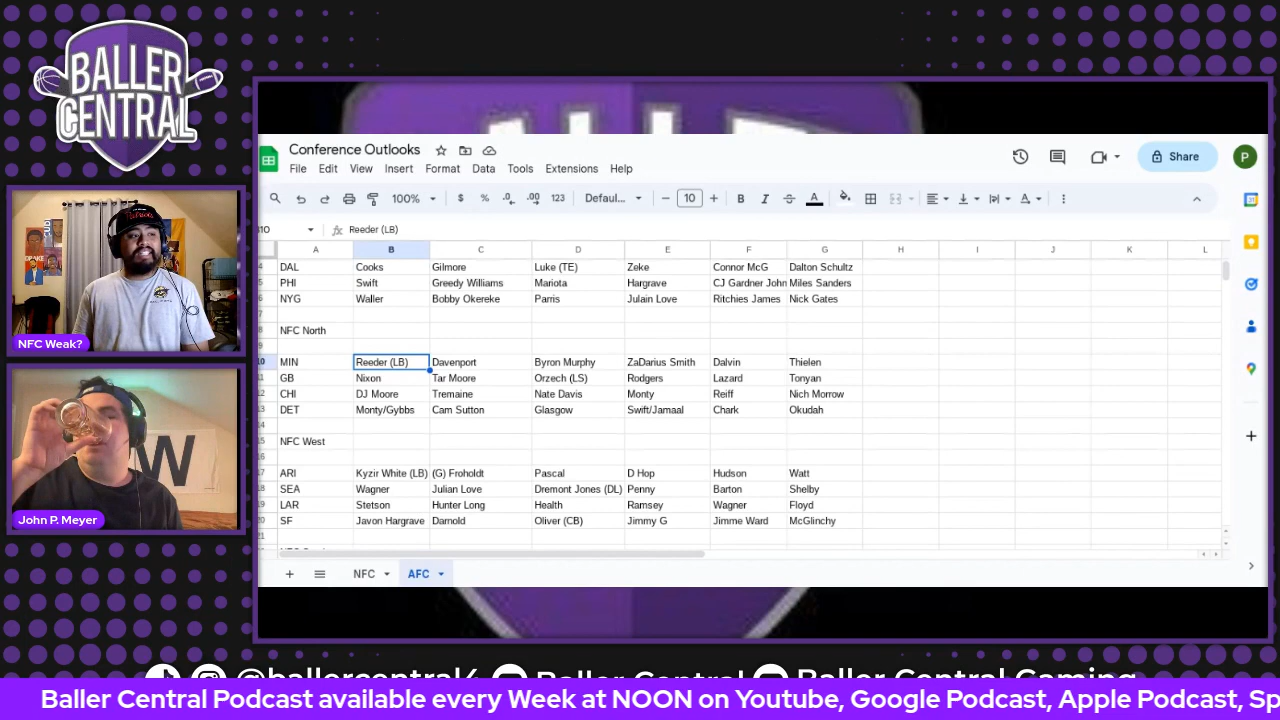 BALLER
CENTRAL
NFC Weak?
John P. Meyer
W
Conference Outlooks
File Edit View Insert Format Data Tools Extensions Help
Share
P
100% $ % .0 .00 123 Defaul... − 10 + B I S A
Reeder (LB)
A B C D E F G H I J K L
DAL Cooks Gilmore Luke (TE) Zeke Connor McG Dalton Schultz
PHI Swift Greedy Williams Mariota Hargrave CJ Gardner John Miles Sanders
NYG Waller Bobby Okereke Parris Julain Love Ritchies James Nick Gates
NFC North
MIN Reeder (LB) Davenport Byron Murphy ZaDarius Smith Dalvin Thielen
GB Nixon Tar Moore Orzech (LS) Rodgers Lazard Tonyan
CHI DJ Moore Tremaine Nate Davis Monty Reiff Nich Morrow
DET Monty/Gybbs Cam Sutton Glasgow Swift/Jamaal Chark Okudah
NFC West
ARI Kyzir White (LB) (G) Froholdt Pascal D Hop Hudson Watt
SEA Wagner Julian Love Dremont Jones (DL) Penny Barton Shelby
LAR Stetson Hunter Long Health Ramsey Wagner Floyd
SF Javon Hargrave Darnold Oliver (CB) Jimmy G Jimme Ward McGlinchy
+ NFC AFC
Baller Central Gaming
Baller Central Podcast available every Week at NOON on Youtube, Google Podcast, Apple Podcast, Sp